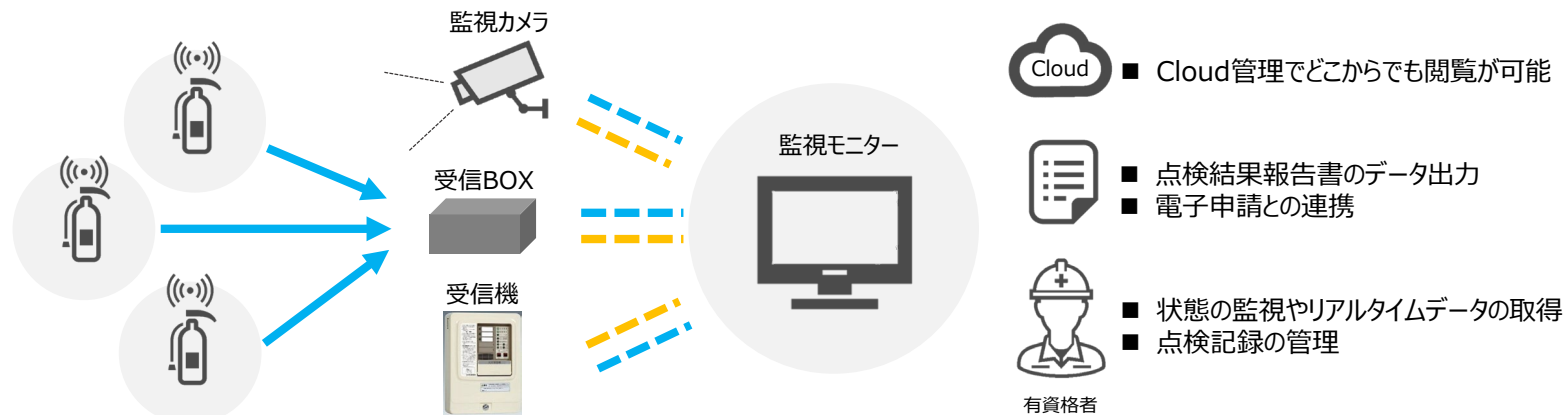 監視カメラ
受信BOX
受信機
監視モニター
Cloud
■ Cloud管理でどこからでも閲覧が可能
■ 点検結果報告書のデータ出力
■ 電子申請との連携
■ 状態の監視やリアルタイムデータの取得
■ 点検記録の管理
有資格者